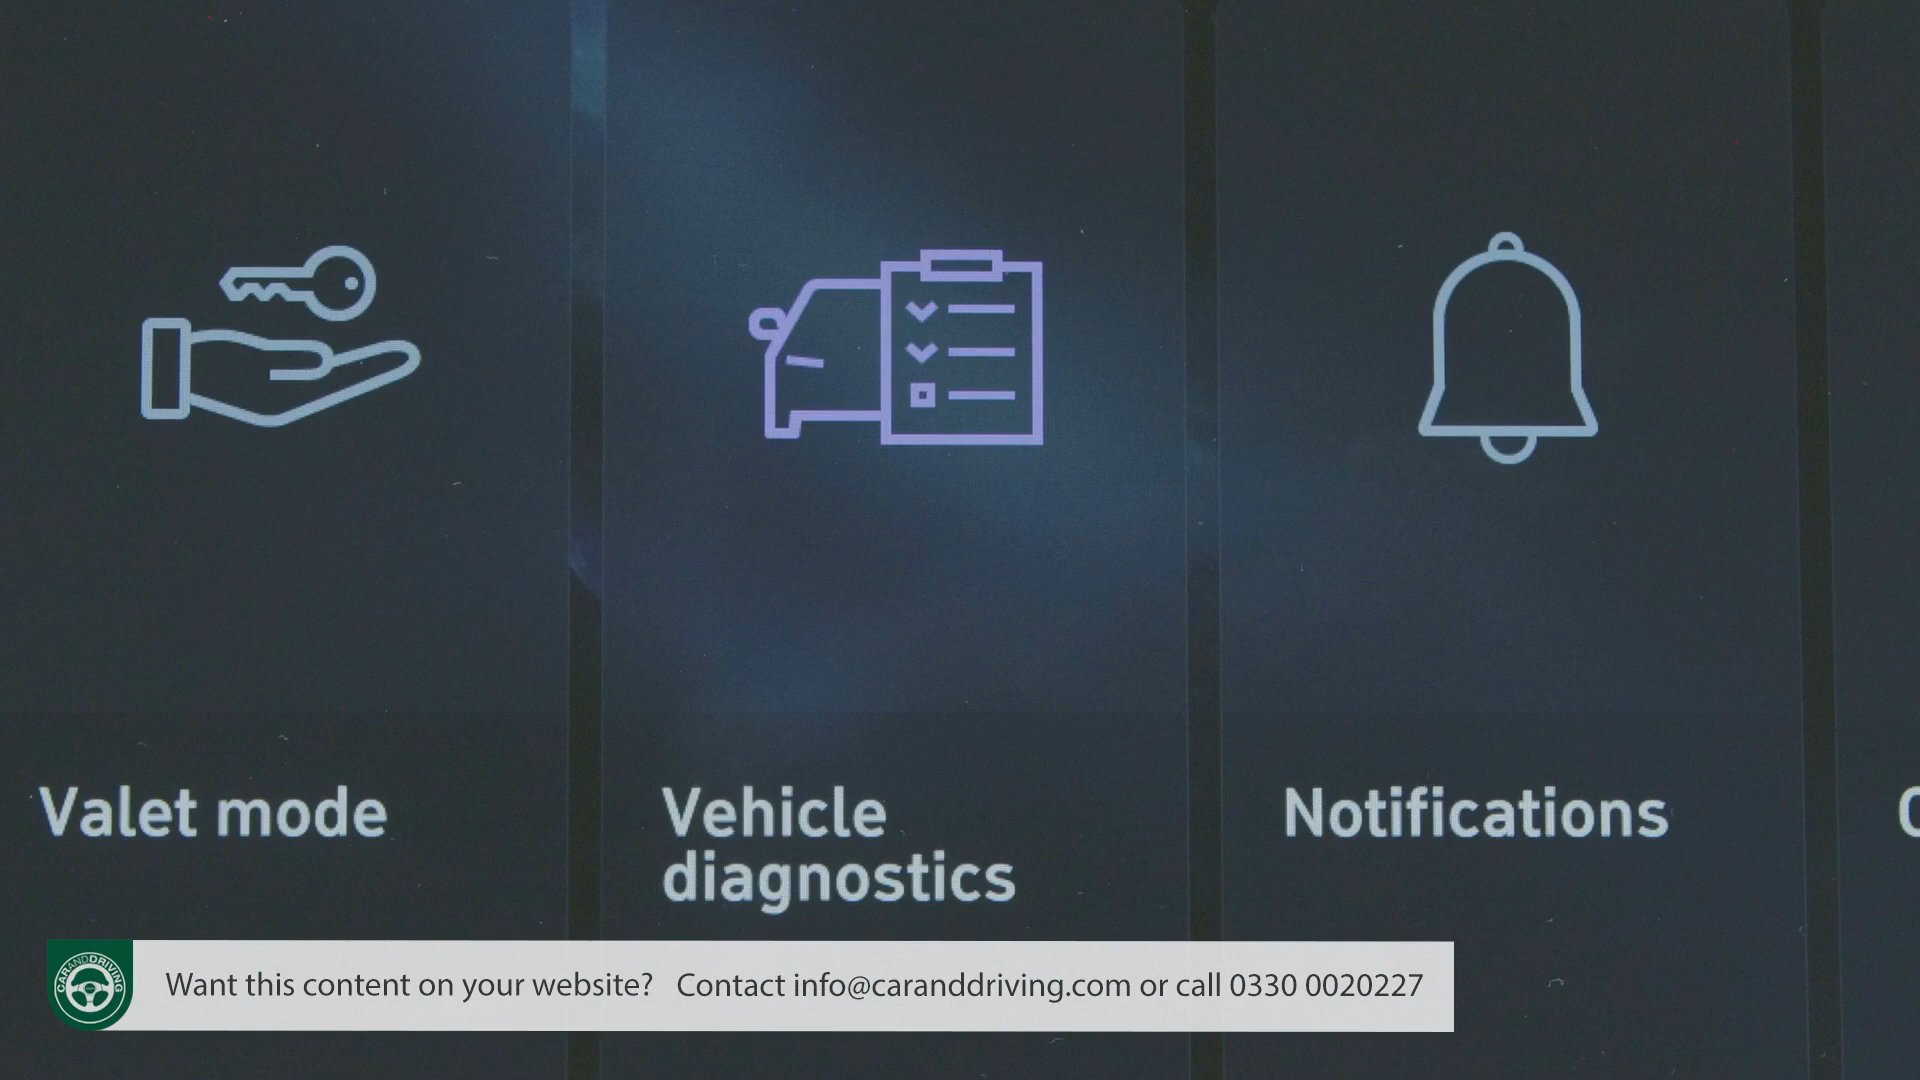 Valet mode
Vehicle
diagnostics
Notifications
CARANDDRIVING
Want this content on your website? Contact info@caranddriving.com or call 0330 0020227